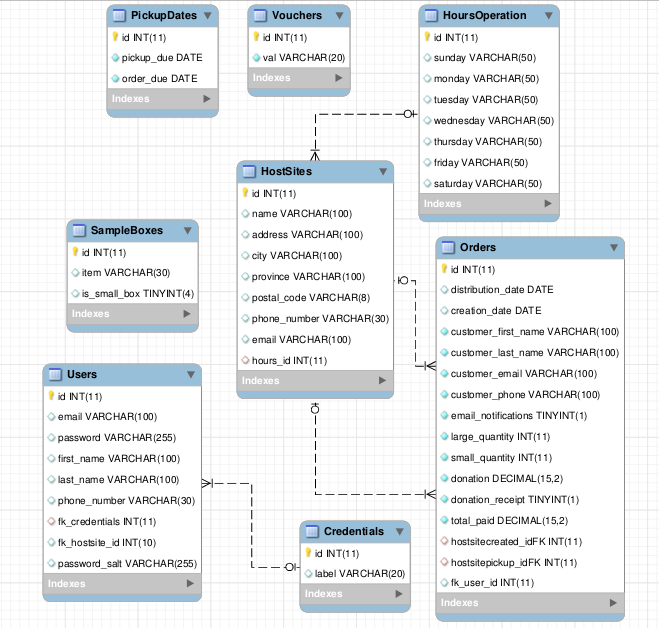 PickupDates
id INT(11)
pickup_due DATE
order_due DATE
Indexes
Vouchers
id INT(11)
val VARCHAR(20)
Indexes
HoursOperation
id INT(11)
sunday VARCHAR(50)
monday VARCHAR(50)
tuesday VARCHAR(50)
wednesday VARCHAR(50)
thursday VARCHAR(50)
friday VARCHAR(50)
saturday VARCHAR(50)
Indexes
HostSites
id INT(11)
name VARCHAR(100)
address VARCHAR(100)
city VARCHAR(100)
province VARCHAR(100)
postal_code VARCHAR(8)
phone_number VARCHAR(30)
email VARCHAR(100)
hours_id INT(11)
Indexes
SampleBoxes
id INT(11)
item VARCHAR(30)
is_small_box TINYINT(4)
Indexes
Orders
id INT(11)
distribution_date DATE
creation_date DATE
customer_first_name VARCHAR(100)
customer_last_name VARCHAR(100)
customer_email VARCHAR(100)
customer_phone VARCHAR(100)
email_notifications TINYINT(1)
large_quantity INT(11)
small_quantity INT(11)
donation DECIMAL(15,2)
donation_receipt TINYINT(1)
total_paid DECIMAL(15,2)
hostsitecreated_idFK INT(11)
hostsitepickup_idFK INT(11)
fk_user_id INT(11)
Indexes
Users
id INT(11)
email VARCHAR(100)
password VARCHAR(255)
first_name VARCHAR(100)
last_name VARCHAR(100)
phone_number VARCHAR(30)
fk_credentials INT(11)
fk_hostsite_id INT(10)
password_salt VARCHAR(255)
Indexes
Credentials
id INT(11)
label VARCHAR(20)
Indexes